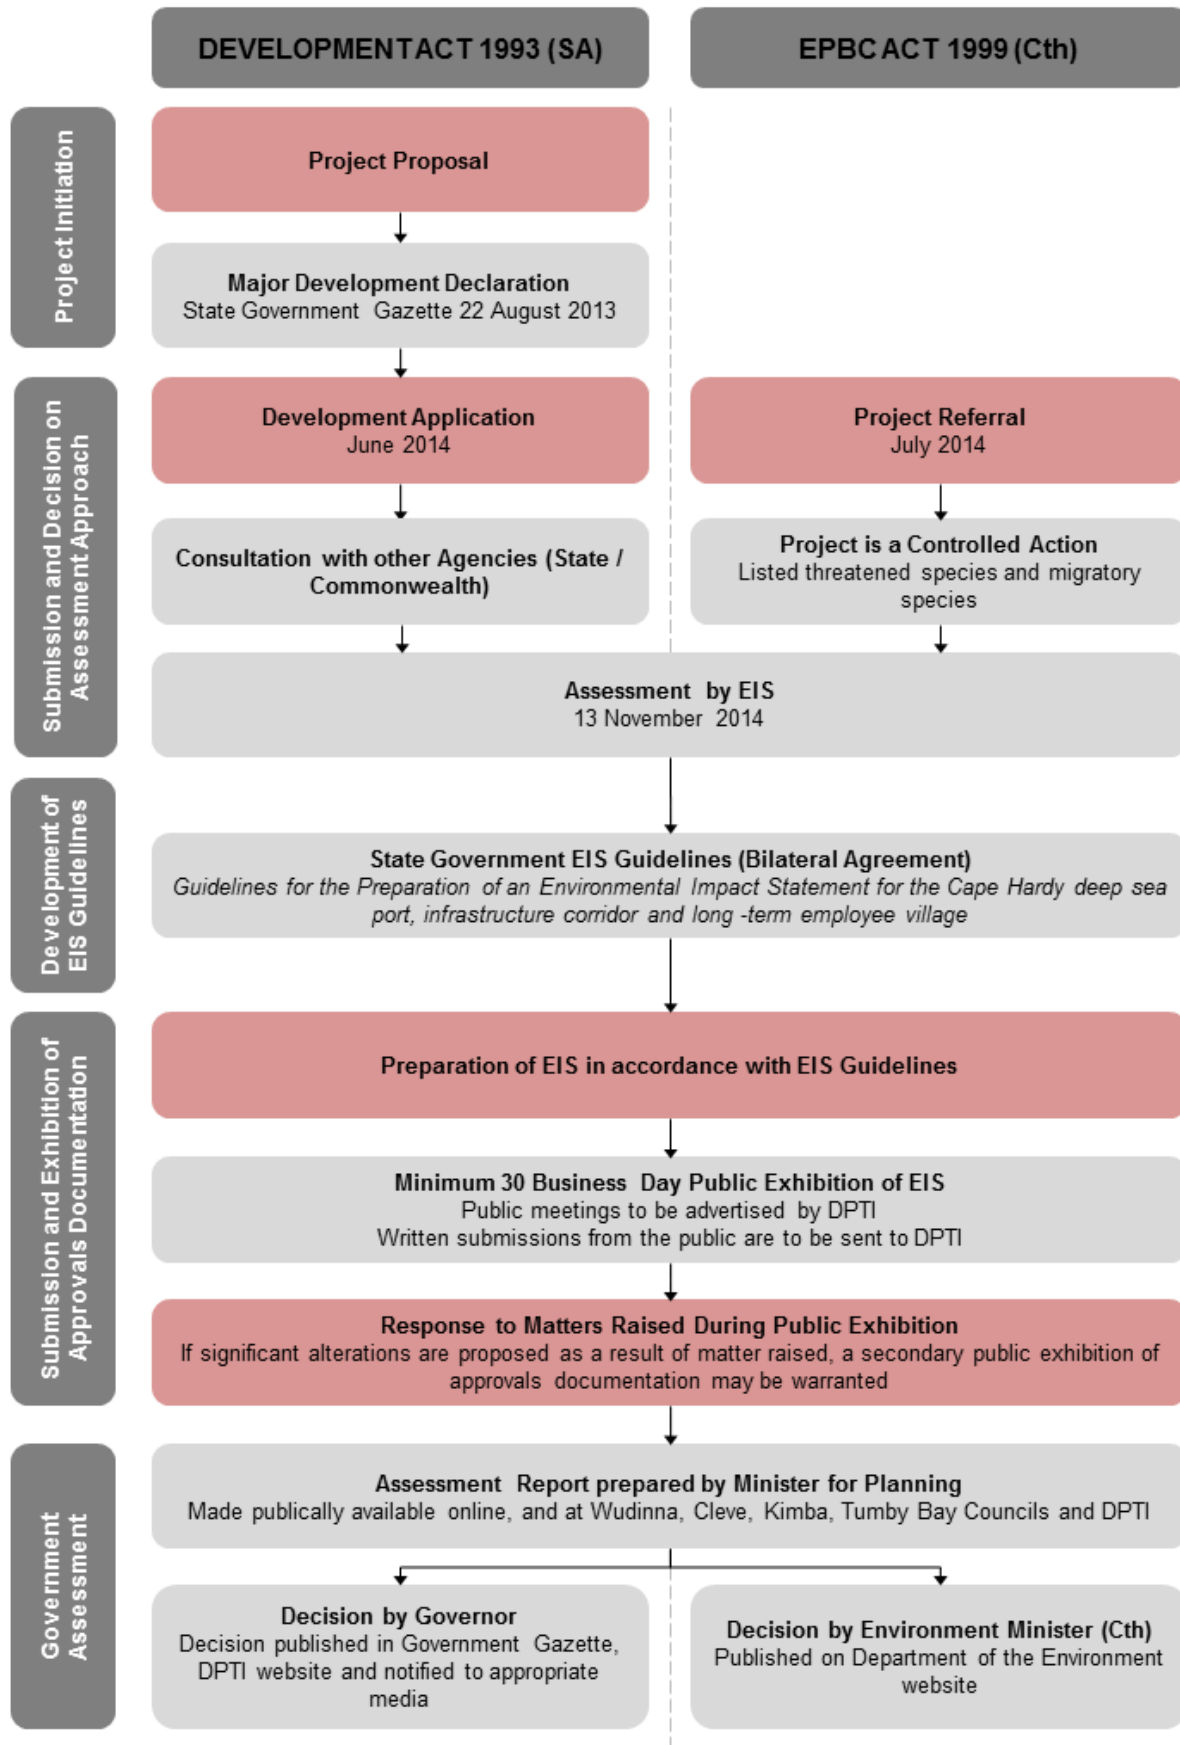 DEVELOPMENT ACT 1993 (SA)
EPBC ACT 1999 (Cth)
Project Initiation
Project Proposal
Major Development Declaration
State Government Gazette 22 August 2013
Submission and Decision on
Assessment Approach
Development Application
June 2014
Project Referral
July 2014
Consultation with other Agencies (State /
Commonwealth)
Project is a Controlled Action
Listed threatened species and migratory
species
Assessment by EIS
13 November 2014
Development of
EIS Guidelines
State Government EIS Guidelines (Bilateral Agreement)
Guidelines for the Preparation of an Environmental Impact Statement for the Cape Hardy deep sea
port, infrastructure corridor and long -term employee village
Submission and Exhibition of
Approvals Documentation
Preparation of EIS in accordance with EIS Guidelines
Minimum 30 Business Day Public Exhibition of EIS
Public meetings to be advertised by DPTI
Written submissions from the public are to be sent to DPTI
Response to Matters Raised During Public Exhibition
If significant alterations are proposed as a result of matter raised, a secondary public exhibition of
approvals documentation may be warranted
Government
Assessment
Assessment Report prepared by Minister for Planning
Made publically available online, and at Wudinna, Cleve, Kimba, Tumby Bay Councils and DPTI
Decision by Governor
Decision published in Government Gazette,
DPTI website and notified to appropriate
media
Decision by Environment Minister (Cth)
Published on Department of the Environment
website